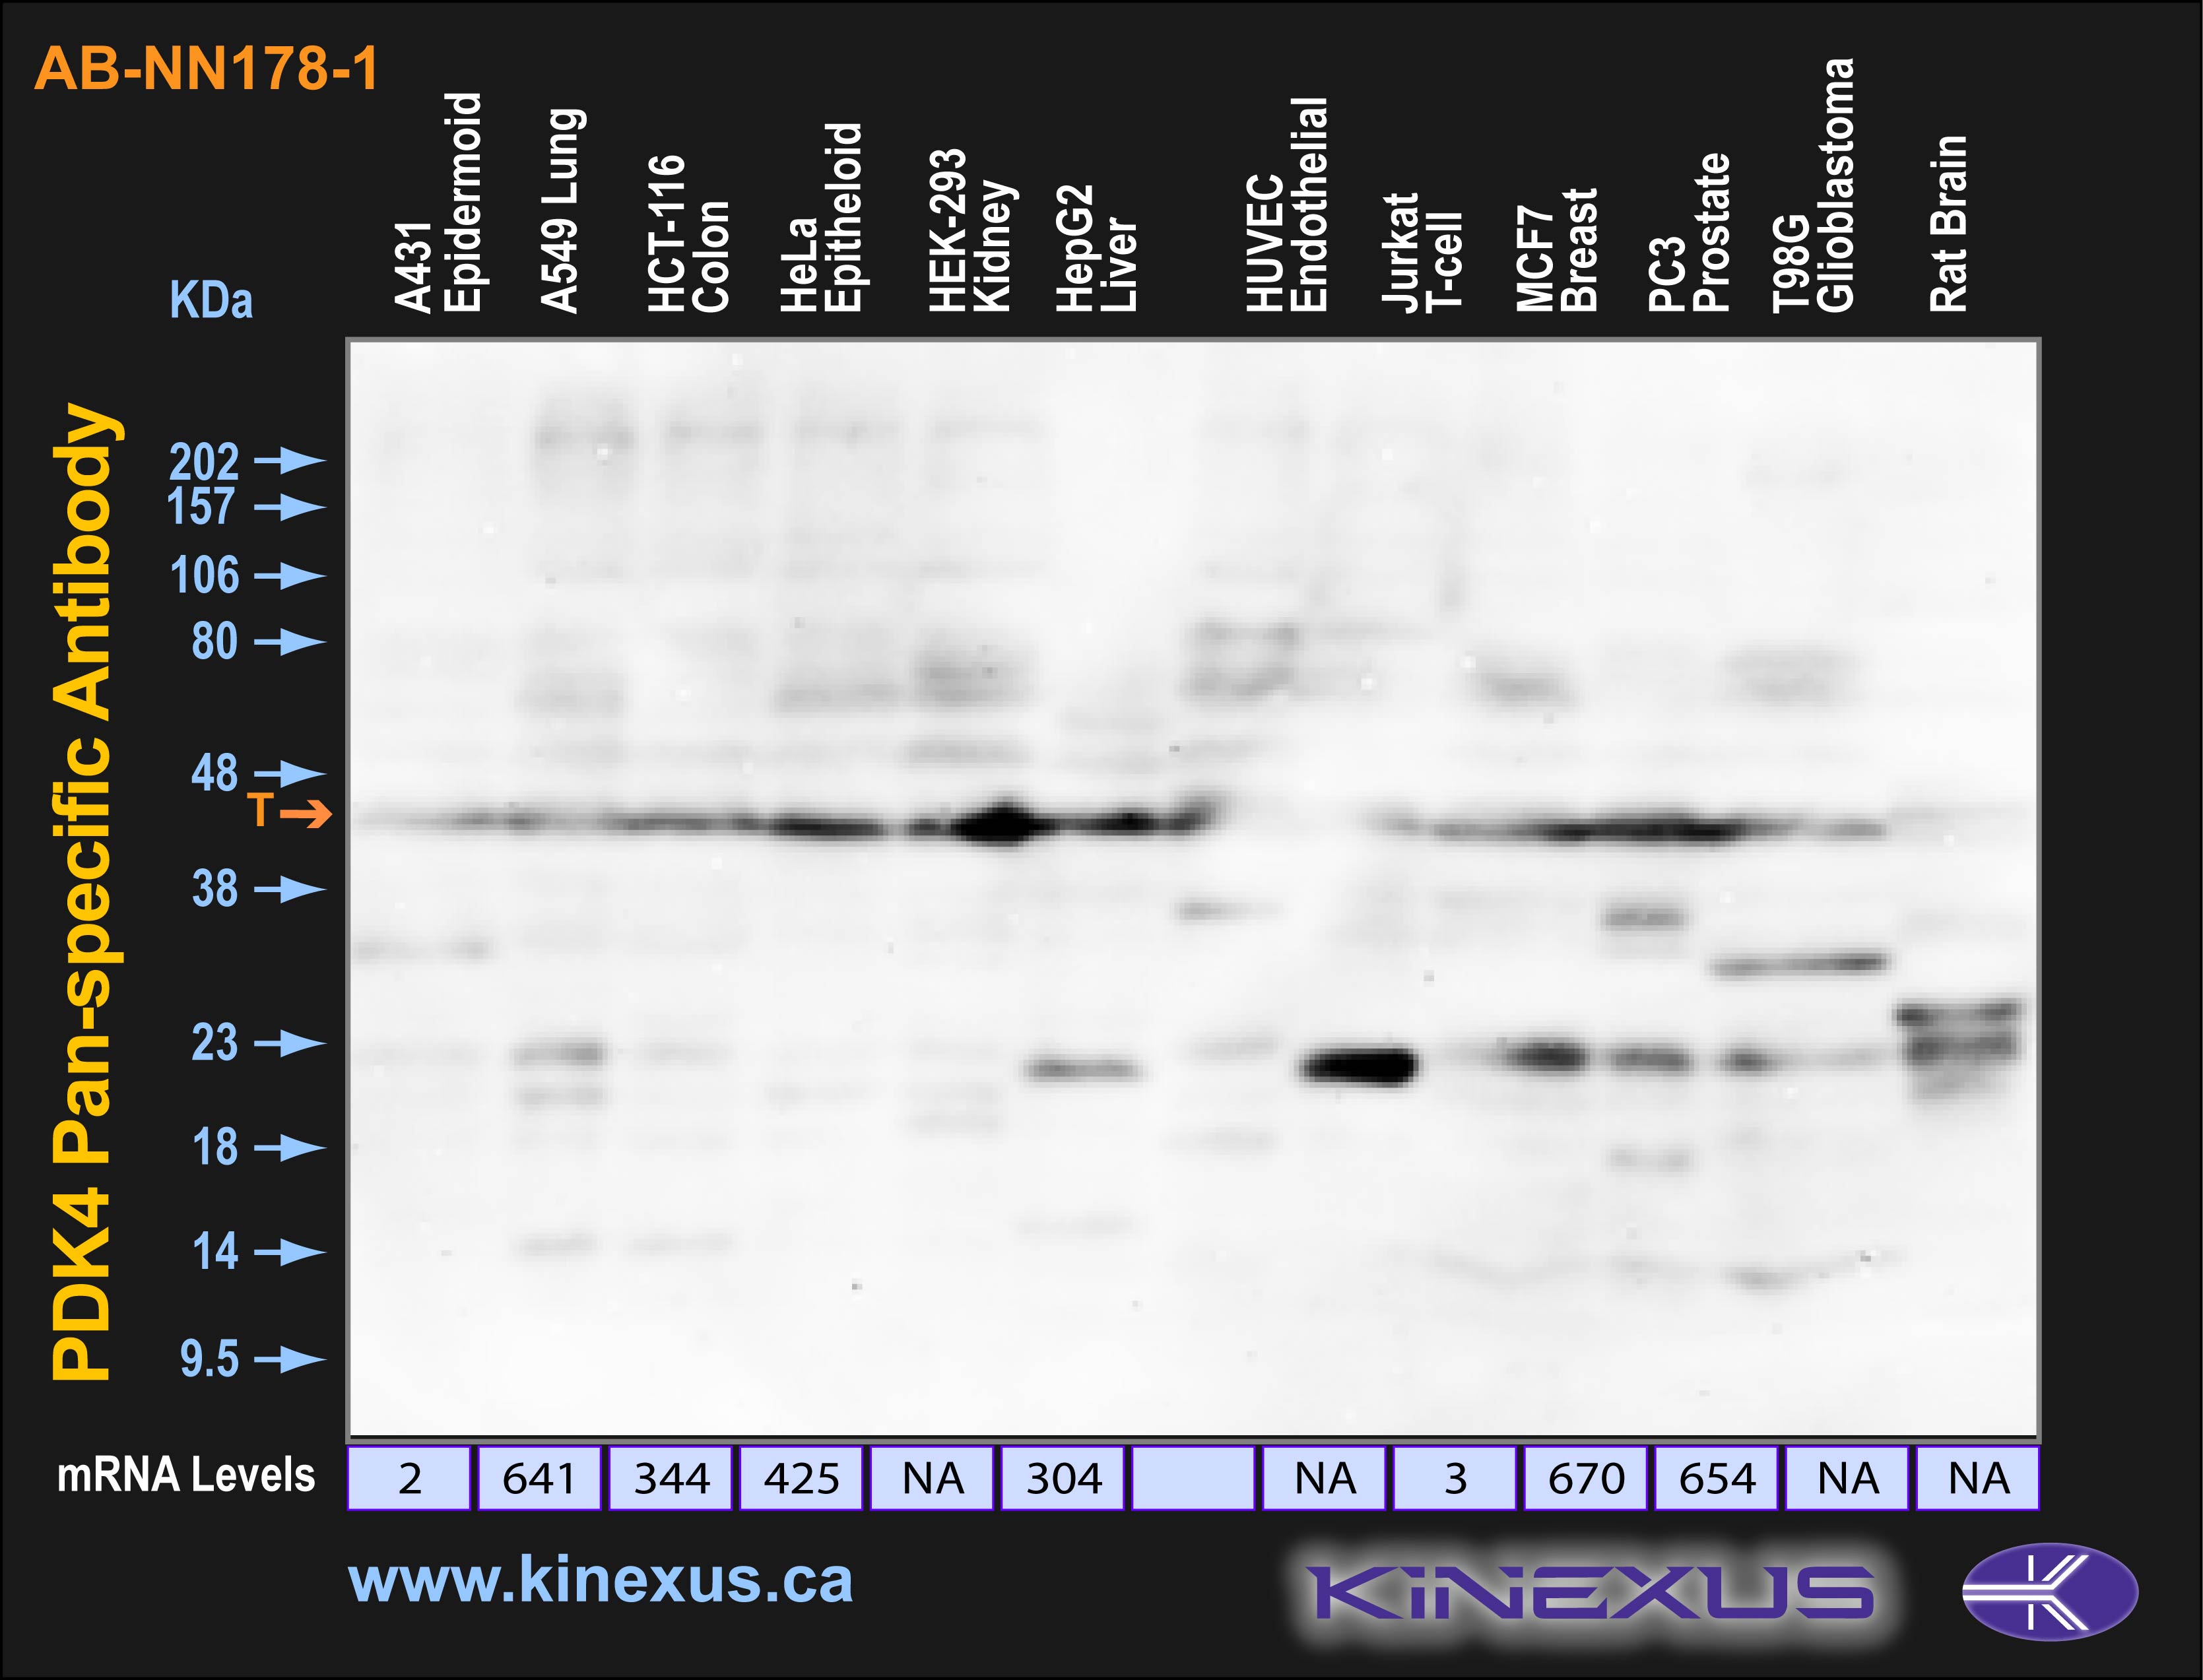 AB-NN178-1
A431
Epidermoid
A549 Lung
HCT-116
Colon
HeLa
Epitheloid
HEK-293
Kidney
HepG2
Liver
HUVEC
Endothelial
Jurkat
T-cell
MCF7
Breast
PC3
Prostate
T98G
Glioblastoma
Rat Brain
KDa
PDK4 Pan-specific Antibody
202
157
106
80
48
T
38
23
18
14
9.5
mRNA Levels 2 641 344 425 NA 304 NA 3 670 654 NA NA
www.kinexus.ca
KiNEXUS
K